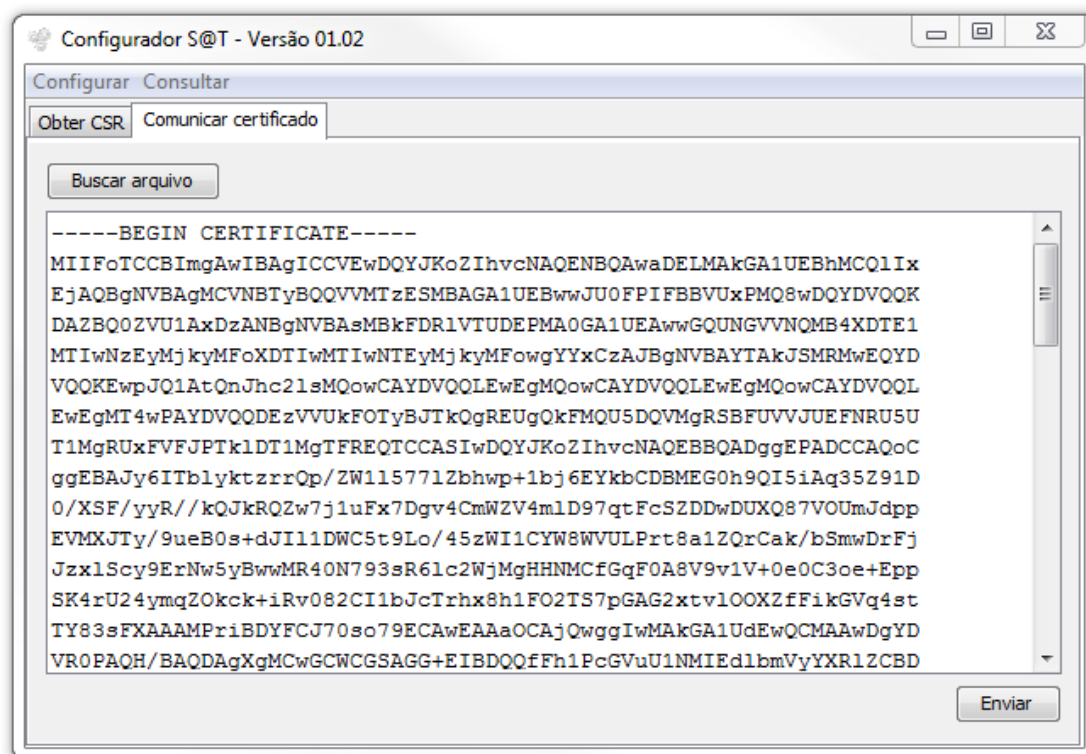 Configurador S@T - Versão 01.02
Configurar Consultar
Obter CSR Comunicar certificado
Buscar arquivo
-----BEGIN CERTIFICATE-----
MIIFoTCCBImgAwIBAgICCVEwDQYJKoZIhvcNAQENBQAwaDELMAkGA1UEBhMCQlIx
EjAQBgNVBAgMCVNBTyBQQVVMTzESMBAGA1UEBwwJU0FPIFBBVUxPMQ8wDQYDVQQK
DAZBQ0ZVU1AxDzANBgNVBAsMBkFDRlVTUDEPMA0GA1UEAwwGQUNGVVNQMB4XDTE1
MTIwNzEyMjkyMFoXDTIwMTIwNTEyMjkyMFowgYYxCzAJBgNVBAYTAkJSMRMwEQYD
VQQKEwpJQ1AtQnJhc2lsMQowCAYDVQQLEwEgMQowCAYDVQQLEwEgMQowCAYDVQQL
EwEgMT4wPAYDVQQDEzVVUkFOTyBJTkQgREUgQkFMQU5DQVMgRSBFUVVJUEFNRU5U
T1MgRUxFVFJPTklDT1MgTFREQTCCASIwDQYJKoZIhvcNAQEBBQADggEPADCCAQoC
ggEBAJy6ITblyktzrrQp/ZW1l577lZbhwp+1bj6EYkbCDBMEG0h9QI5iAq35Z91D
0/XSF/yyR//kQJkRQZw7j1uFx7Dgv4CmWZV4mlD97qtFcSZDDwDUXQ87VOUmJdpp
EVMXJTy/9ueB0s+dJIl1DWC5t9Lo/45zWI1CYW8WVULPrt8a1ZQrCak/bSmwDrFj
JzxlScy9ErNw5yBwwMR40N793sR6lc2WjMgHHNMCfGqF0A8V9v1V+0e0C3oe+Epp
SK4rU24ymqZOkck+iRv082CI1bJcTrhx8h1FO2TS7pGAG2xtvlOOXZfFikGVq4st
TY83sFXAAAMPriBDYFCJ70so79ECAwEAAaOCAjQwggIwMAkGA1UdEwQCMAAwDgYD
VR0PAQH/BAQDAgXgMCwGCWCGSAGG+EIBDQQfFh1PcGVuU1NMIEdlbmVyYXRlZCBD
Enviar